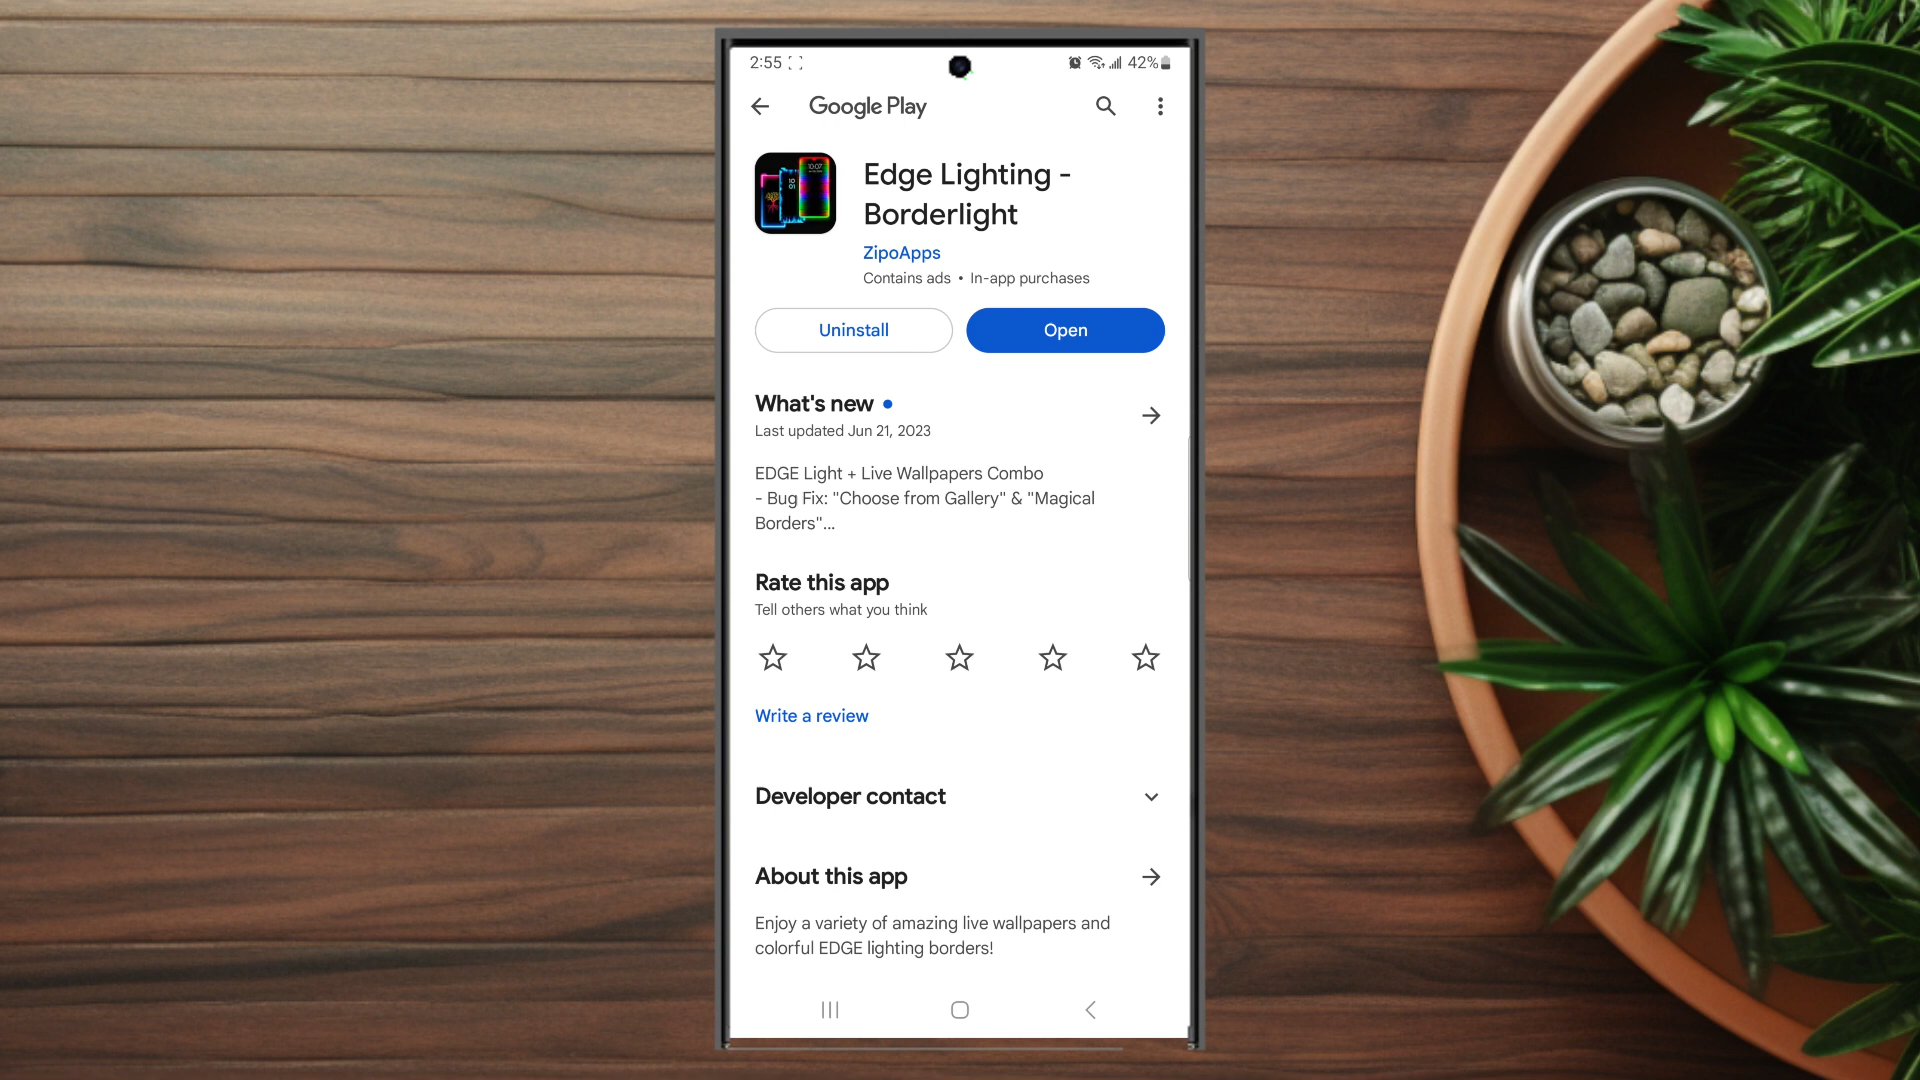 2:55
42%
Google Play
Edge Lighting -
Borderlight
ZipoApps
Contains ads • In-app purchases
Uninstall
Open
What's new
Last updated Jun 21, 2023
EDGE Light + Live Wallpapers Combo
- Bug Fix: "Choose from Gallery" & "Magical
Borders"...
Rate this app
Tell others what you think
Write a review
Developer contact
About this app
Enjoy a variety of amazing live wallpapers and
colorful EDGE lighting borders!